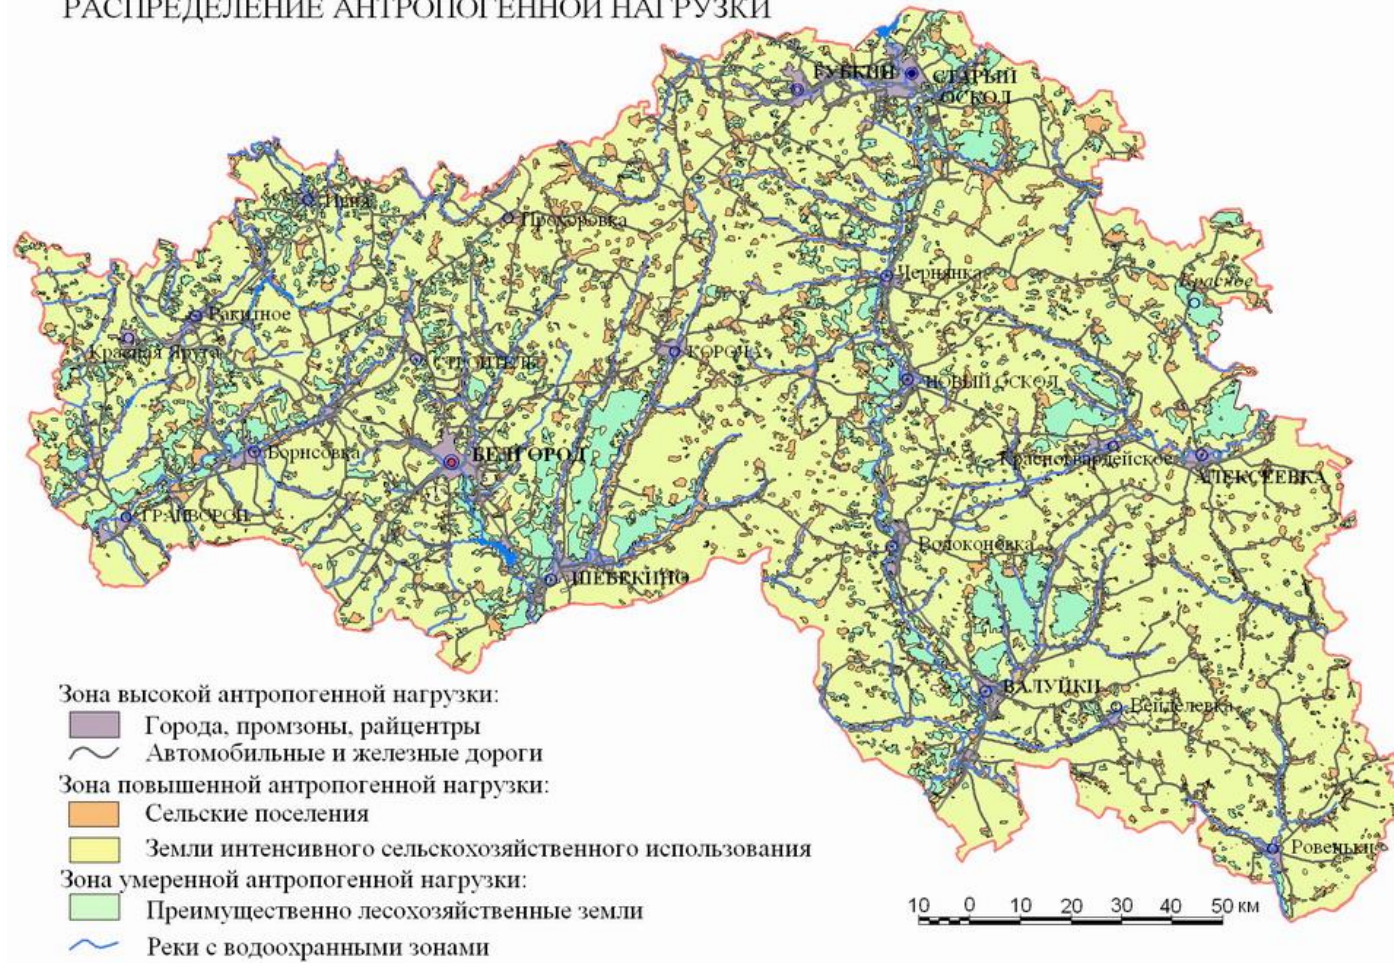 РАСПРЕДЕЛЕНИЕ АНТРОПОГЕННОЙ НАГРУЗКИ
ГУБКИН
СТАРЫЙ
ОСКОЛ
Ивня
Прохоровка
Чернянка
Красное
Ракитное
Красная Яруга
СТРОИТЕЛЬ
КОРОЧА
НОВЫЙ ОСКОЛ
Борисовка
БЕЛГОРОД
Красногвардейское
АЛЕКСЕЕВКА
ГРАЙВОРОН
Волоконовка
ШЕБЕКИНО
ВАЛУЙКИ
Вейделевка
Ровеньки
Зона высокой антропогенной нагрузки:
Города, промзоны, райцентры
Автомобильные и железные дороги
Зона повышенной антропогенной нагрузки:
Сельские поселения
Земли интенсивного сельскохозяйственного использования
Зона умеренной антропогенной нагрузки:
Преимущественно лесохозяйственные земли
Реки с водоохранными зонами
10 0 10 20 30 40 50 км